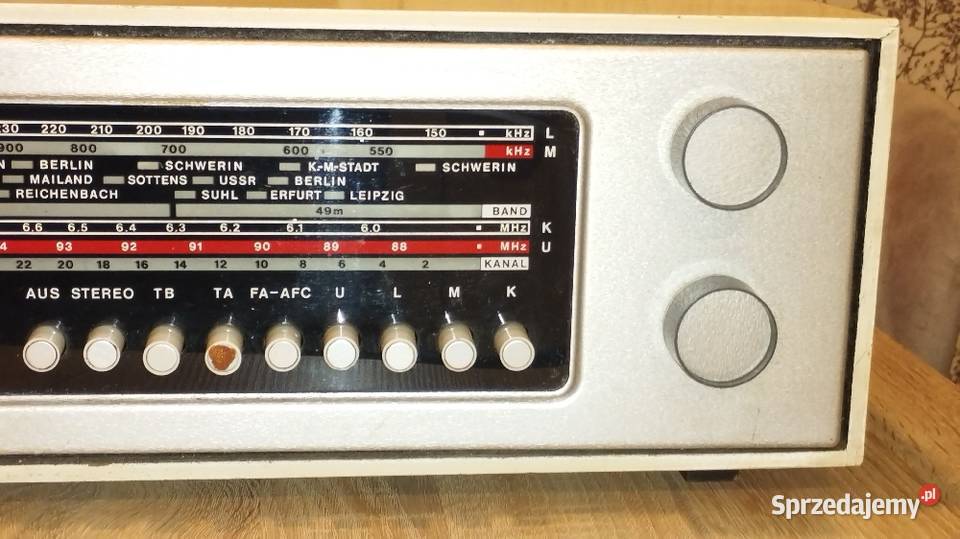 230 220 210 200 190 180 170 160 150 kHz L
900 800 700 600 550 kHz M
N BERLIN SCHWERIN K.-M.-STADT SCHWERIN
MAILAND SOTTENS USSR BERLIN
REICHENBACH SUHL ERFURT LEIPZIG
49m BAND
6.6 6.5 6.4 6.3 6.2 6.1 6.0 MHz K
4 93 92 91 90 89 88 MHz U
22 20 18 16 14 12 10 8 6 4 2 KANAL
AUS STEREO TB TA FA-AFC U L M K
Sprzedajemy.pl